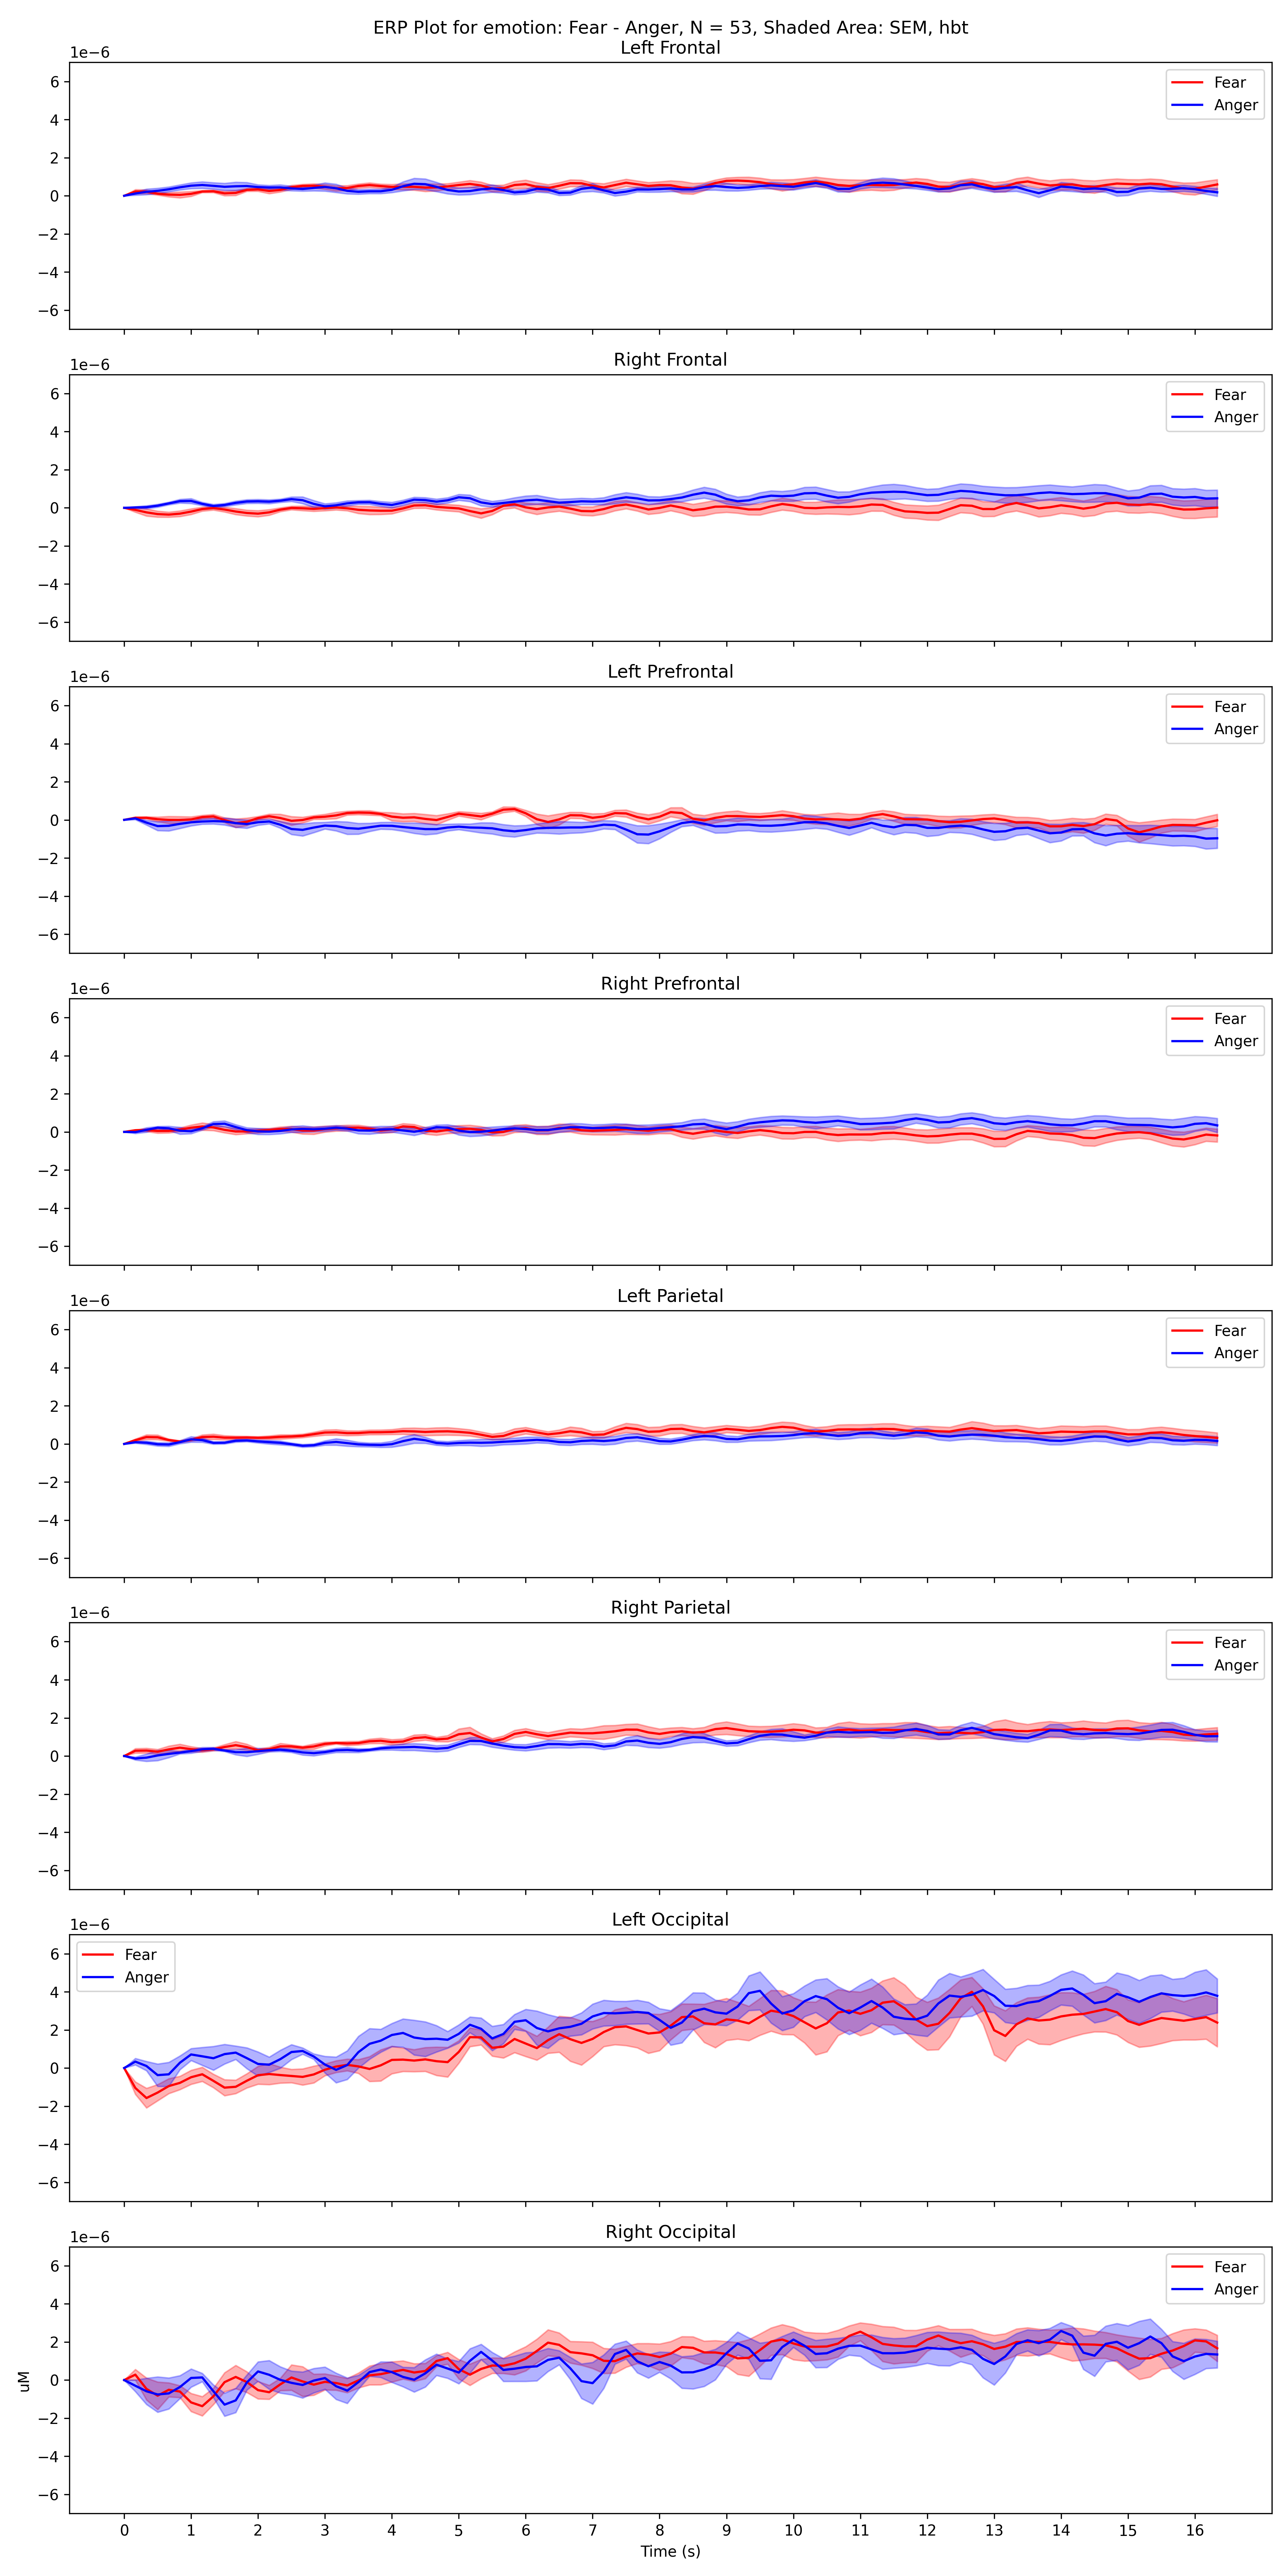 ERP Plot for emotion: Fear - Anger, N = 53, Shaded Area: SEM, hbt
Left Frontal
1e−6
6
4
2
0
−2
−4
−6
Fear
Anger
Right Frontal
1e−6
6
4
2
0
−2
−4
−6
Fear
Anger
Left Prefrontal
1e−6
6
4
2
0
−2
−4
−6
Fear
Anger
Right Prefrontal
1e−6
6
4
2
0
−2
−4
−6
Fear
Anger
Left Parietal
1e−6
6
4
2
0
−2
−4
−6
Fear
Anger
Right Parietal
1e−6
6
4
2
0
−2
−4
−6
Fear
Anger
Left Occipital
1e−6
6
4
2
0
−2
−4
−6
Fear
Anger
Right Occipital
1e−6
6
4
2
0
−2
−4
−6
Fear
Anger
uM
0 1 2 3 4 5 6 7 8 9 10 11 12 13 14 15 16
Time (s)